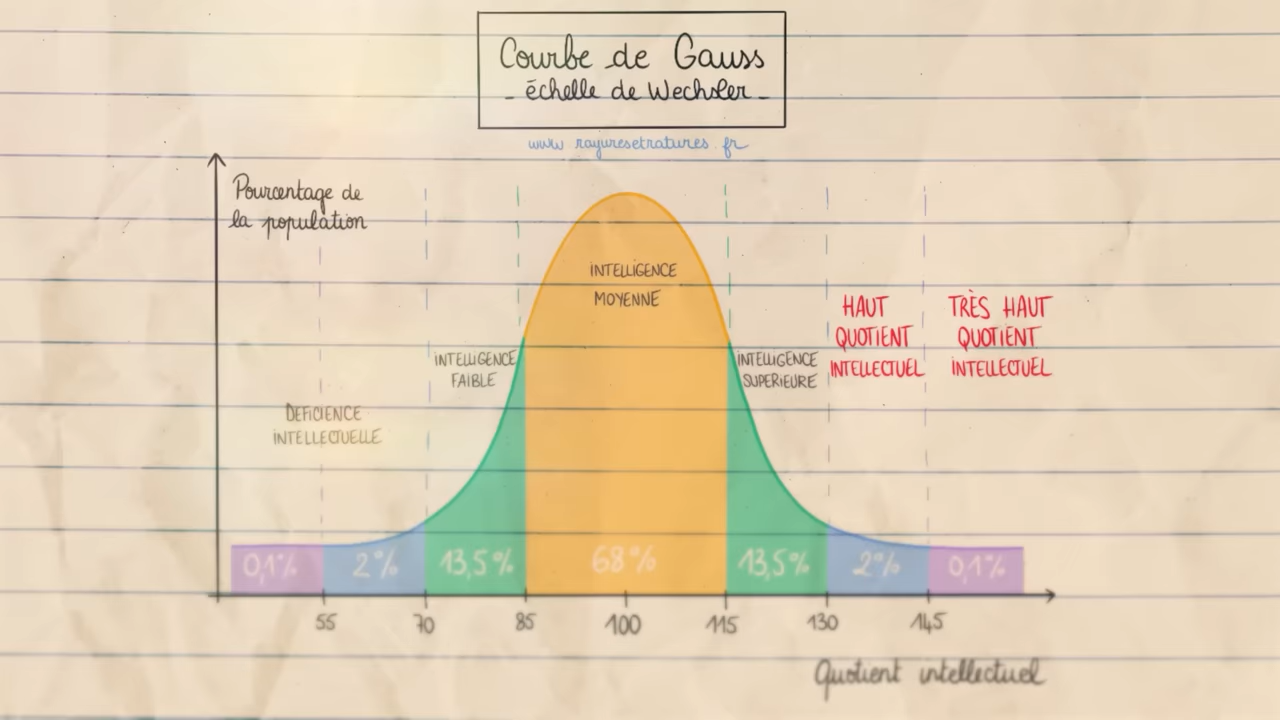 Courbe de Gauss
- échelle de Wechsler -
www.rayuresetratures.fr
Pourcentage de
la population
INTELLIGENCE
MOYENNE
HAUT
QUOTIENT
INTELLECTUEL
TRÈS HAUT
QUOTIENT
INTELLECTUEL
INTELLIGENCE
FAIBLE
INTELLIGENCE
SUPERIEURE
DEFICIENCE
INTELLECTUELLE
0,1% 2% 13,5% 68% 13,5% 2% 0,1%
55 70 85 100 115 130 145
Quotient intellectuel